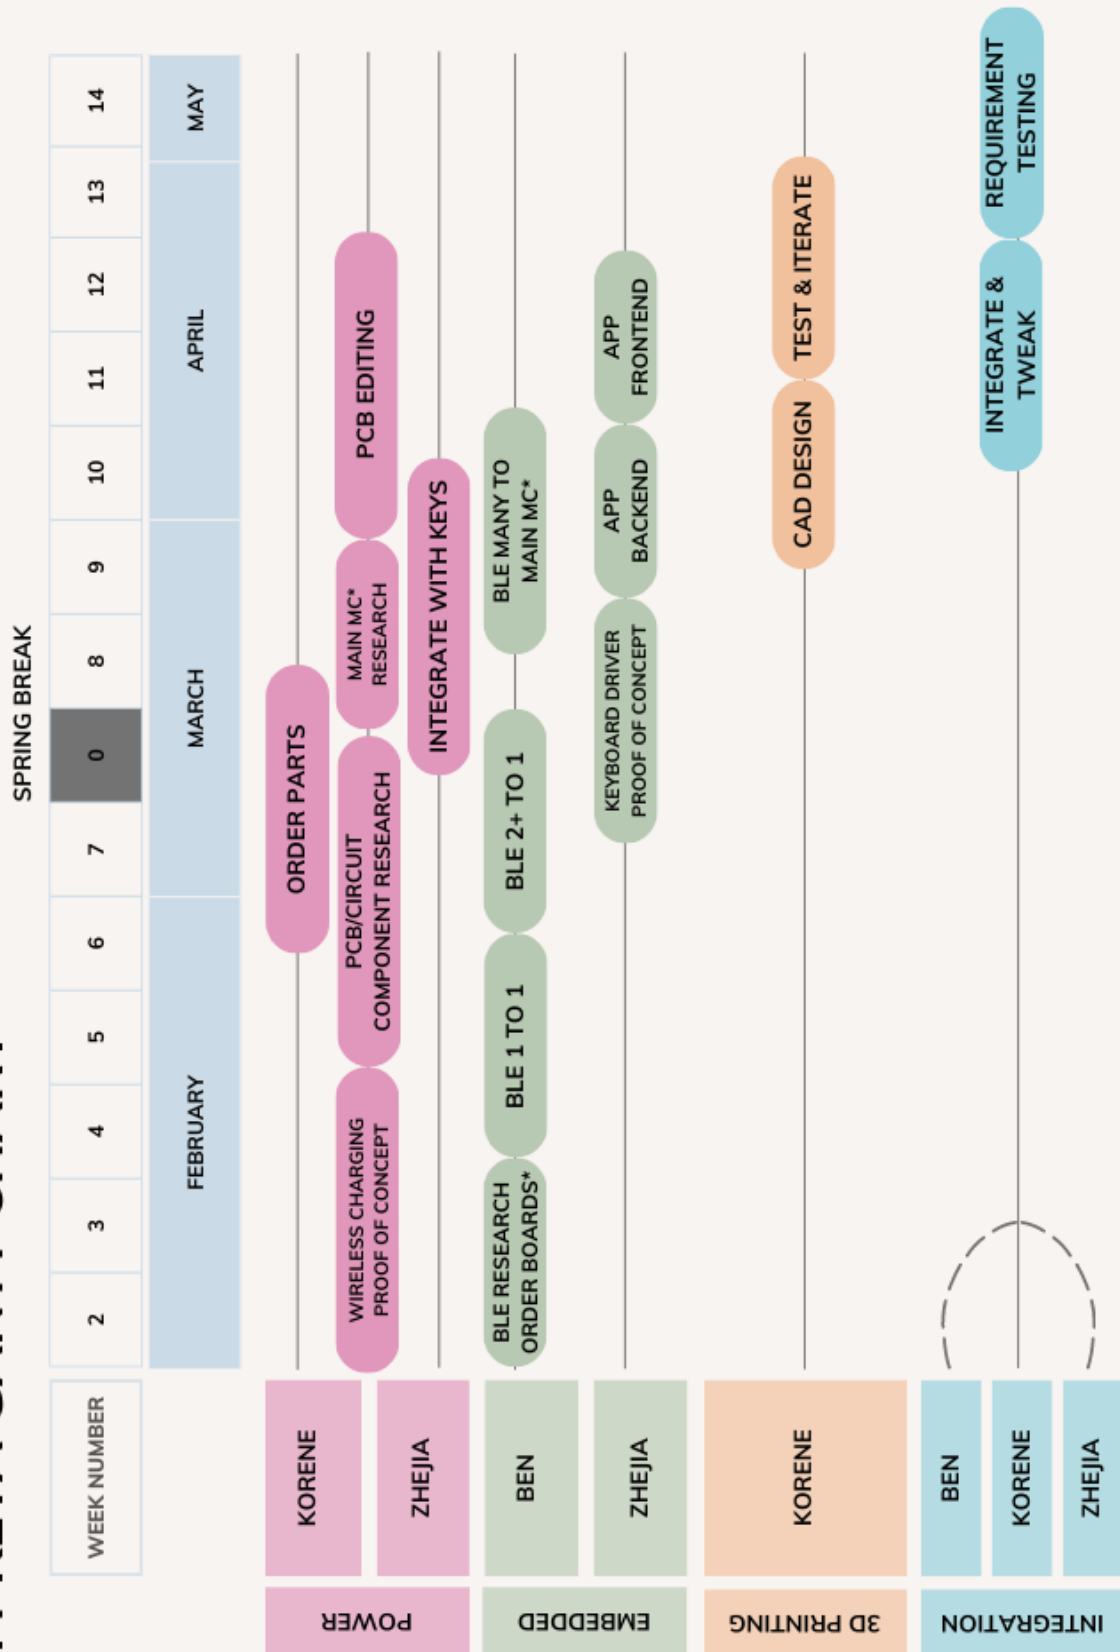 SPRING BREAK
WEEK NUMBER
2
3
4
5
6
7
0
8
9
10
11
12
13
14
FEBRUARY
MARCH
APRIL
MAY
POWER
KORENE
ZHEJIA
ORDER PARTS
WIRELESS CHARGING
PROOF OF CONCEPT
PCB/CIRCUIT
COMPONENT RESEARCH
MAIN MC*
RESEARCH
PCB EDITING
INTEGRATE WITH KEYS
EMBEDDED
BEN
BLE RESEARCH
ORDER BOARDS*
BLE 1 TO 1
BLE 2+ TO 1
BLE MANY TO
MAIN MC*
ZHEJIA
KEYBOARD DRIVER
PROOF OF CONCEPT
APP
BACKEND
APP
FRONTEND
3D PRINTING
KORENE
CAD DESIGN
TEST & ITERATE
INTEGRATION
BEN
KORENE
ZHEJIA
INTEGRATE &
TWEAK
REQUIREMENT
TESTING